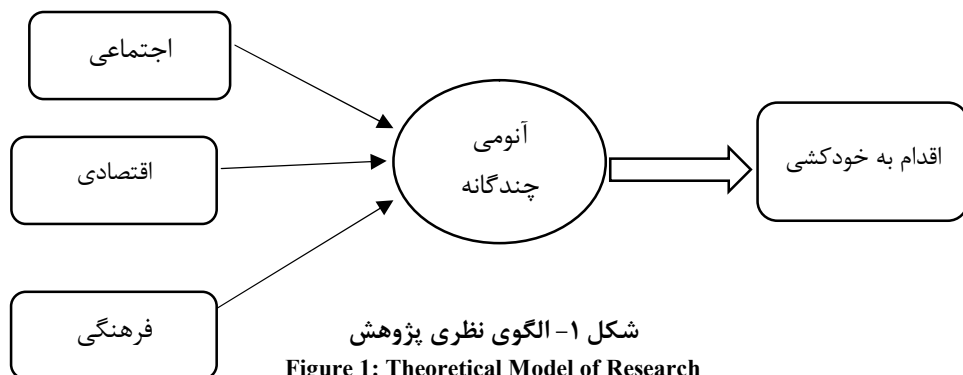 اجتماعی
اقتصادی
فرهنگی
آنومی
چندگانه
اقدام به خودکشی
شکل ۱- الگوی نظری پژوهش
Figure 1: Theoretical Model of Research